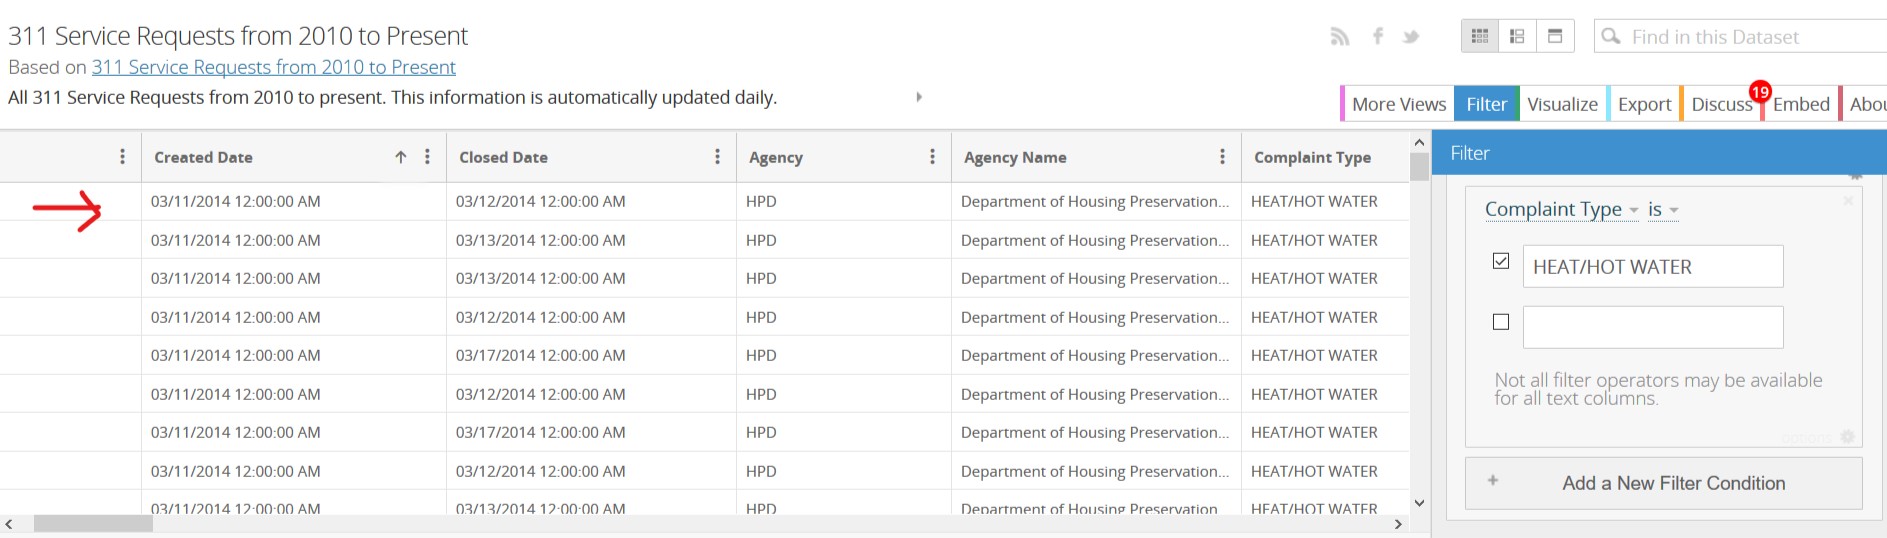 311 Service Requests from 2010 to Present
Based on 311 Service Requests from 2010 to Present
All 311 Service Requests from 2010 to present. This information is automatically updated daily.
Find in this Dataset
More Views Filter Visualize Export Discuss 19 Embed Abou
Created Date Closed Date Agency Agency Name Complaint Type
03/11/2014 12:00:00 AM 03/12/2014 12:00:00 AM HPD Department of Housing Preservation... HEAT/HOT WATER
03/11/2014 12:00:00 AM 03/13/2014 12:00:00 AM HPD Department of Housing Preservation... HEAT/HOT WATER
03/11/2014 12:00:00 AM 03/13/2014 12:00:00 AM HPD Department of Housing Preservation... HEAT/HOT WATER
03/11/2014 12:00:00 AM 03/12/2014 12:00:00 AM HPD Department of Housing Preservation... HEAT/HOT WATER
03/11/2014 12:00:00 AM 03/17/2014 12:00:00 AM HPD Department of Housing Preservation... HEAT/HOT WATER
03/11/2014 12:00:00 AM 03/12/2014 12:00:00 AM HPD Department of Housing Preservation... HEAT/HOT WATER
03/11/2014 12:00:00 AM 03/17/2014 12:00:00 AM HPD Department of Housing Preservation... HEAT/HOT WATER
03/11/2014 12:00:00 AM 03/12/2014 12:00:00 AM HPD Department of Housing Preservation... HEAT/HOT WATER
03/11/2014 12:00:00 AM 03/13/2014 12:00:00 AM HPD Department of Housing Preservation HEAT/HOT WATER
Filter
Complaint Type is
HEAT/HOT WATER
Not all filter operators may be available
for all text columns.
options
Add a New Filter Condition